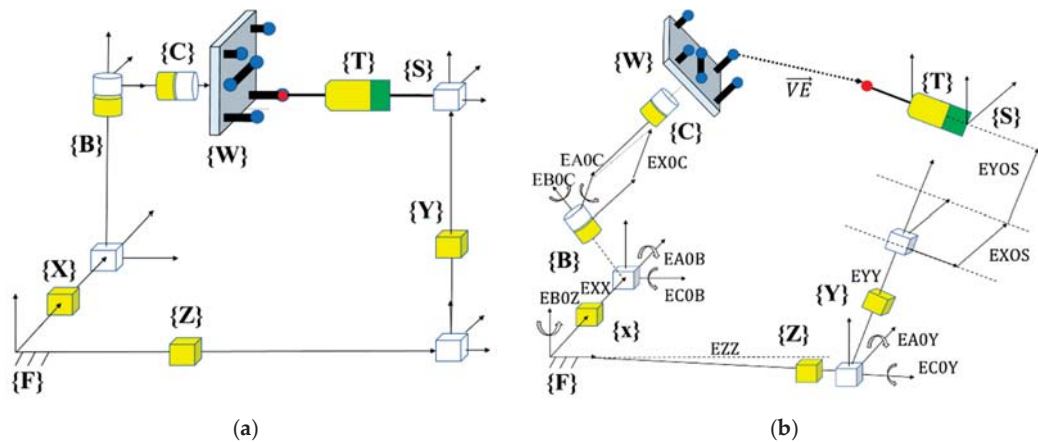 {C}
{T}
{S}
{B}
{W}
{Y}
{X}
{Z}
{F}
(a)
{W}
{T}
VE
{S}
{C}
EA0C
EX0C
EB0C
EYOS
{B}
EA0B
EXOS
EXX
EC0B
EYY
EB0Z
{Y}
{x}
{Z}
EA0Y
EZZ
{F}
EC0Y
(b)